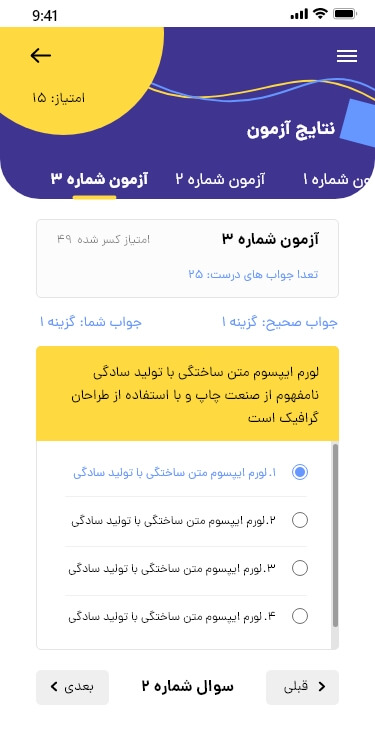 9:41
امتیاز: ۱۵
نتایج آزمون
ون شماره ۱
آزمون شماره ۲
آزمون شماره ۳
آزمون شماره ۳
امتیاز کسر شده ۴۹
تعدا جواب های درست: ۲۵
جواب صحیح: گزینه ۱
جواب شما: گزینه ۱
لورم ایپسوم متن ساختگی با تولید سادگی
نامفهوم از صنعت چاپ و با استفاده از طراحان
گرافیک است
۱. لورم ایپسوم متن ساختگی با تولید سادگی
۲. لورم ایپسوم متن ساختگی با تولید سادگی
۳. لورم ایپسوم متن ساختگی با تولید سادگی
۴. لورم ایپسوم متن ساختگی با تولید سادگی
قبلی
سوال شماره ۲
بعدی